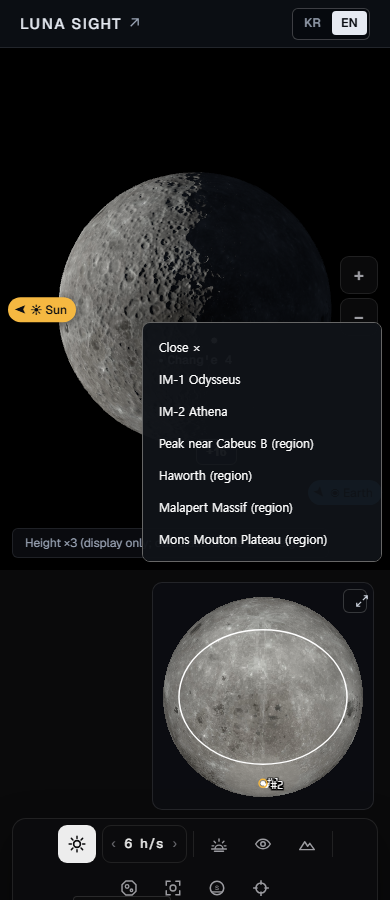 LUNA SIGHT ↗
KR EN
+
☀ Sun
−
Close ×
IM-1 Odysseus
IM-2 Athena
Peak near Cabeus B (region)
Haworth (region)
Malapert Massif (region)
Mons Mouton Plateau (region)
Height ×3 (display onl
#2
‹ 6 h/s ›
S